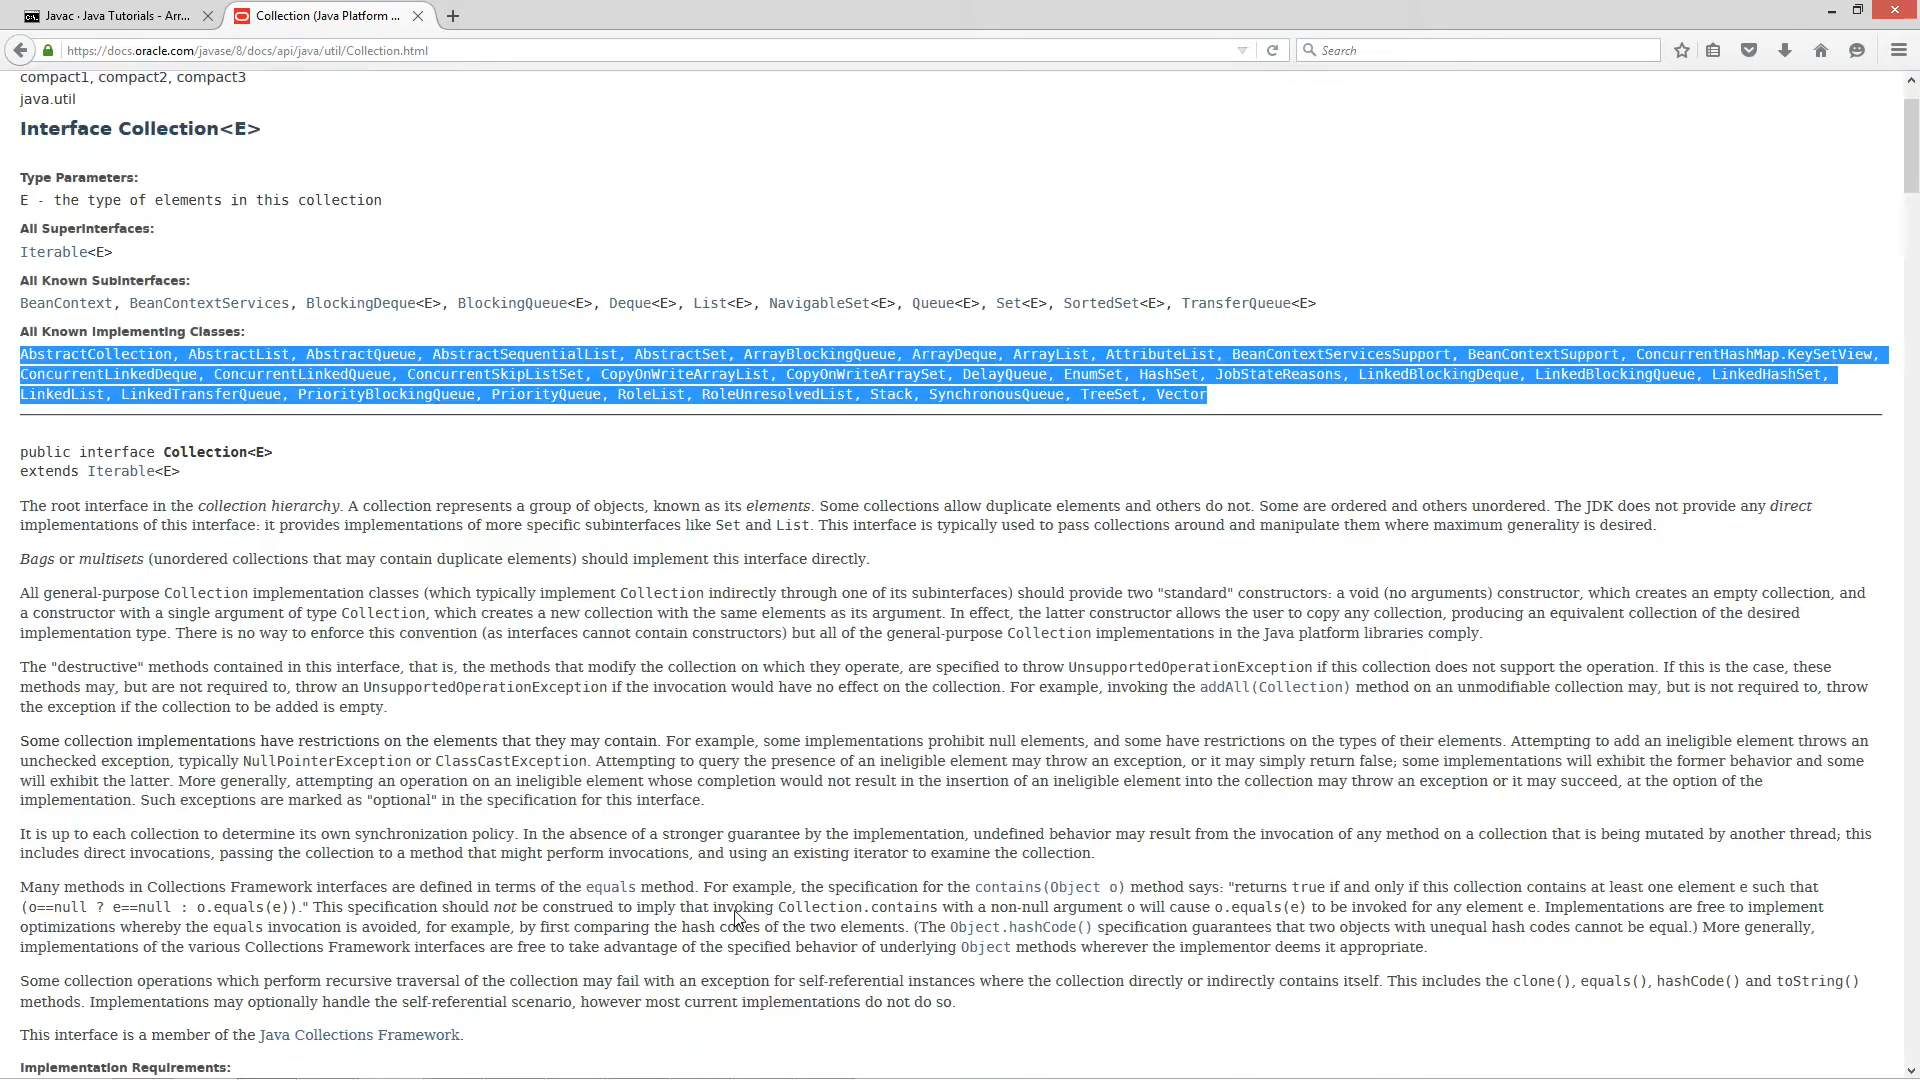 Javac · Java Tutorials - Arr...
Collection (Java Platform ...
https://docs.oracle.com/javase/8/docs/api/java/util/Collection.html
Search
compact1, compact2, compact3
java.util
Interface Collection<E>
Type Parameters:
E - the type of elements in this collection
All Superinterfaces:
Iterable<E>
All Known Subinterfaces:
BeanContext, BeanContextServices, BlockingDeque<E>, BlockingQueue<E>, Deque<E>, List<E>, NavigableSet<E>, Queue<E>, Set<E>, SortedSet<E>, TransferQueue<E>
All Known Implementing Classes:
AbstractCollection, AbstractList, AbstractQueue, AbstractSequentialList, AbstractSet, ArrayBlockingQueue, ArrayDeque, ArrayList, AttributeList, BeanContextServicesSupport, BeanContextSupport, ConcurrentHashMap.KeySetView,
ConcurrentLinkedDeque, ConcurrentLinkedQueue, ConcurrentSkipListSet, CopyOnWriteArrayList, CopyOnWriteArraySet, DelayQueue, EnumSet, HashSet, JobStateReasons, LinkedBlockingDeque, LinkedBlockingQueue, LinkedHashSet,
LinkedList, LinkedTransferQueue, PriorityBlockingQueue, PriorityQueue, RoleList, RoleUnresolvedList, Stack, SynchronousQueue, TreeSet, Vector
public interface Collection<E>
extends Iterable<E>
The root interface in the collection hierarchy. A collection represents a group of objects, known as its elements. Some collections allow duplicate elements and others do not. Some are ordered and others unordered. The JDK does not provide any direct
implementations of this interface: it provides implementations of more specific subinterfaces like Set and List. This interface is typically used to pass collections around and manipulate them where maximum generality is desired.
Bags or multisets (unordered collections that may contain duplicate elements) should implement this interface directly.
All general-purpose Collection implementation classes (which typically implement Collection indirectly through one of its subinterfaces) should provide two "standard" constructors: a void (no arguments) constructor, which creates an empty collection, and
a constructor with a single argument of type Collection, which creates a new collection with the same elements as its argument. In effect, the latter constructor allows the user to copy any collection, producing an equivalent collection of the desired
implementation type. There is no way to enforce this convention (as interfaces cannot contain constructors) but all of the general-purpose Collection implementations in the Java platform libraries comply.
The "destructive" methods contained in this interface, that is, the methods that modify the collection on which they operate, are specified to throw UnsupportedOperationException if this collection does not support the operation. If this is the case, these
methods may, but are not required to, throw an UnsupportedOperationException if the invocation would have no effect on the collection. For example, invoking the addAll(Collection) method on an unmodifiable collection may, but is not required to, throw
the exception if the collection to be added is empty.
Some collection implementations have restrictions on the elements that they may contain. For example, some implementations prohibit null elements, and some have restrictions on the types of their elements. Attempting to add an ineligible element throws an
unchecked exception, typically NullPointerException or ClassCastException. Attempting to query the presence of an ineligible element may throw an exception, or it may simply return false; some implementations will exhibit the former behavior and some
will exhibit the latter. More generally, attempting an operation on an ineligible element whose completion would not result in the insertion of an ineligible element into the collection may throw an exception or it may succeed, at the option of the
implementation. Such exceptions are marked as "optional" in the specification for this interface.
It is up to each collection to determine its own synchronization policy. In the absence of a stronger guarantee by the implementation, undefined behavior may result from the invocation of any method on a collection that is being mutated by another thread; this
includes direct invocations, passing the collection to a method that might perform invocations, and using an existing iterator to examine the collection.
Many methods in Collections Framework interfaces are defined in terms of the equals method. For example, the specification for the contains(Object o) method says: "returns true if and only if this collection contains at least one element e such that
(o==null ? e==null : o.equals(e))." This specification should not be construed to imply that invoking Collection.contains with a non-null argument o will cause o.equals(e) to be invoked for any element e. Implementations are free to implement
optimizations whereby the equals invocation is avoided, for example, by first comparing the hash codes of the two elements. (The Object.hashCode() specification guarantees that two objects with unequal hash codes cannot be equal.) More generally,
implementations of the various Collections Framework interfaces are free to take advantage of the specified behavior of underlying Object methods wherever the implementor deems it appropriate.
Some collection operations which perform recursive traversal of the collection may fail with an exception for self-referential instances where the collection directly or indirectly contains itself. This includes the clone(), equals(), hashCode() and toString()
methods. Implementations may optionally handle the self-referential scenario, however most current implementations do not do so.
This interface is a member of the Java Collections Framework.
Implementation Requirements: